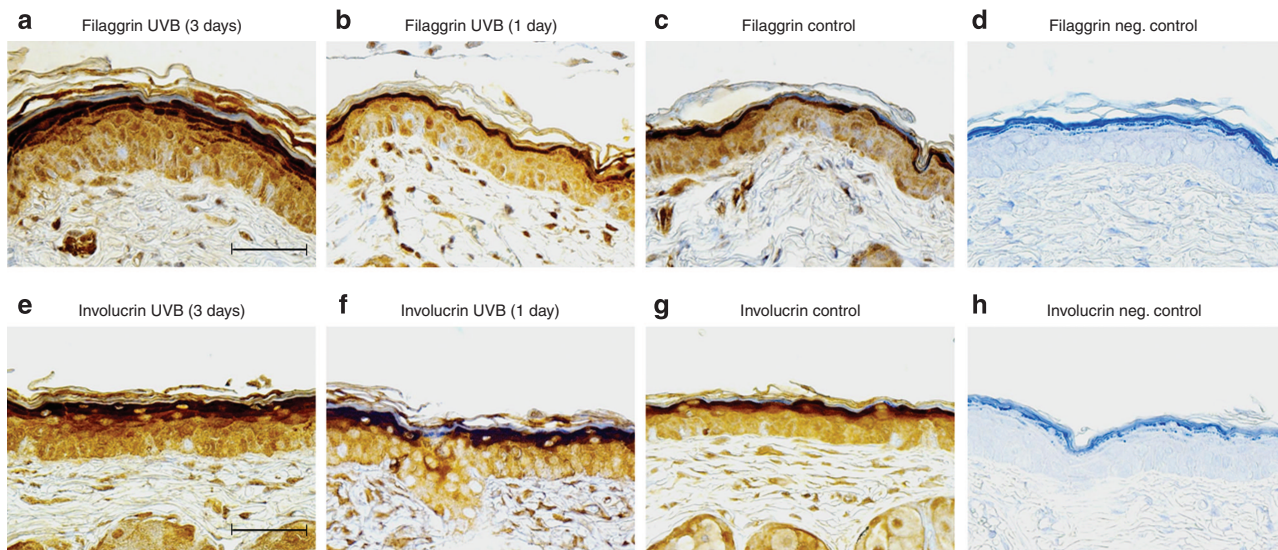 a Filaggrin UVB (3 days)
b Filaggrin UVB (1 day)
c Filaggrin control
d Filaggrin neg. control
e Involucrin UVB (3 days)
f Involucrin UVB (1 day)
g Involucrin control
h Involucrin neg. control